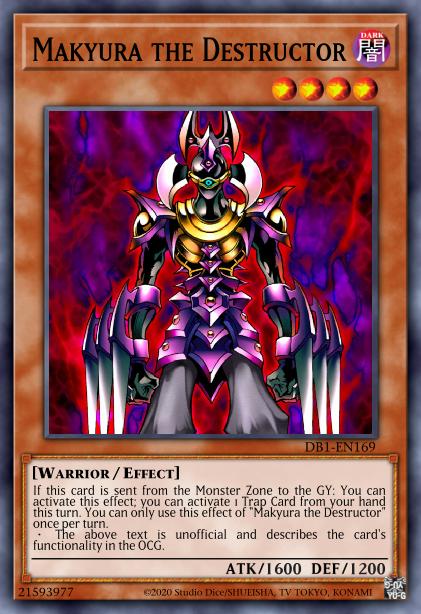 MAKYURA THE DESTRUCTOR
DARK
闇
DB1-EN169
[WARRIOR / EFFECT]
If this card is sent from the Monster Zone to the GY: You can
activate this effect; you can activate 1 Trap Card from your hand
this turn. You can only use this effect of "Makyura the Destructor"
once per turn.
· The above text is unofficial and describes the card's
functionality in the OCG.
ATK/1600 DEF/1200
21593977
©2020 Studio Dice/SHUEISHA, TV TOKYO, KONAMI